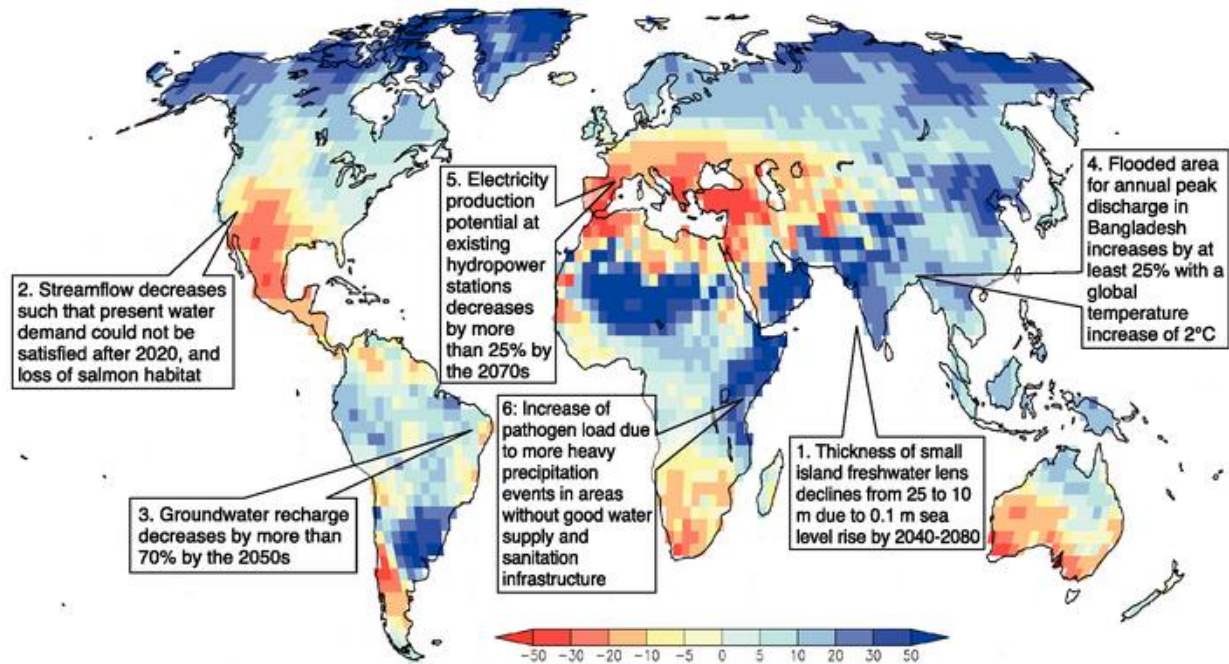 5. Electricity
production
potential at
existing
hydropower
stations
decreases
by more
than 25% by
the 2070s
4. Flooded area
for annual peak
discharge in
Bangladesh
increases by at
least 25% with a
global
temperature
increase of 2°C
2. Streamflow decreases
such that present water
demand could not be
satisfied after 2020, and
loss of salmon habitat
6: Increase of
pathogen load due
to more heavy
precipitation
events in areas
without good water
supply and
sanitation
infrastructure
1. Thickness of small
island freshwater lens
declines from 25 to 10
m due to 0.1 m sea
level rise by 2040-2080
3. Groundwater recharge
decreases by more than
70% by the 2050s
-50 -30 -20 -10 -5 0 5 10 20 30 50